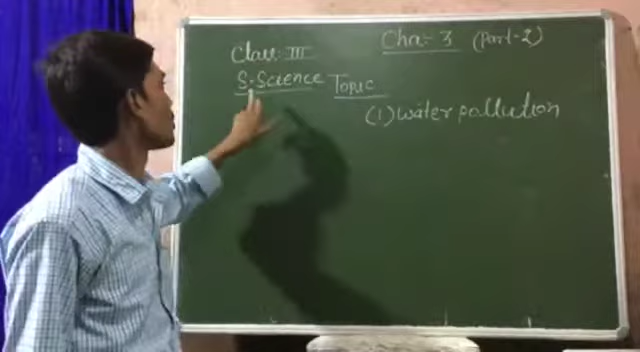 Class: III Cha:- 3 (Part-2)
S.Science Topic
(1) water pollution